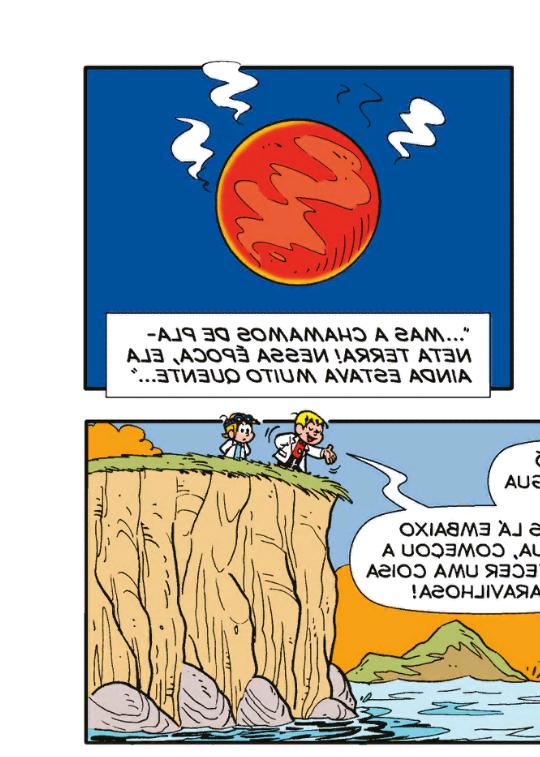 "...MAS A CHAMAMOS DE PLA-
NETA TERRA! NESSA ÉPOCA, ELA
AINDA ESTAVA MUITO QUENTE..."
LÁ EMBAIXO
COMEÇOU A
UMA COISA